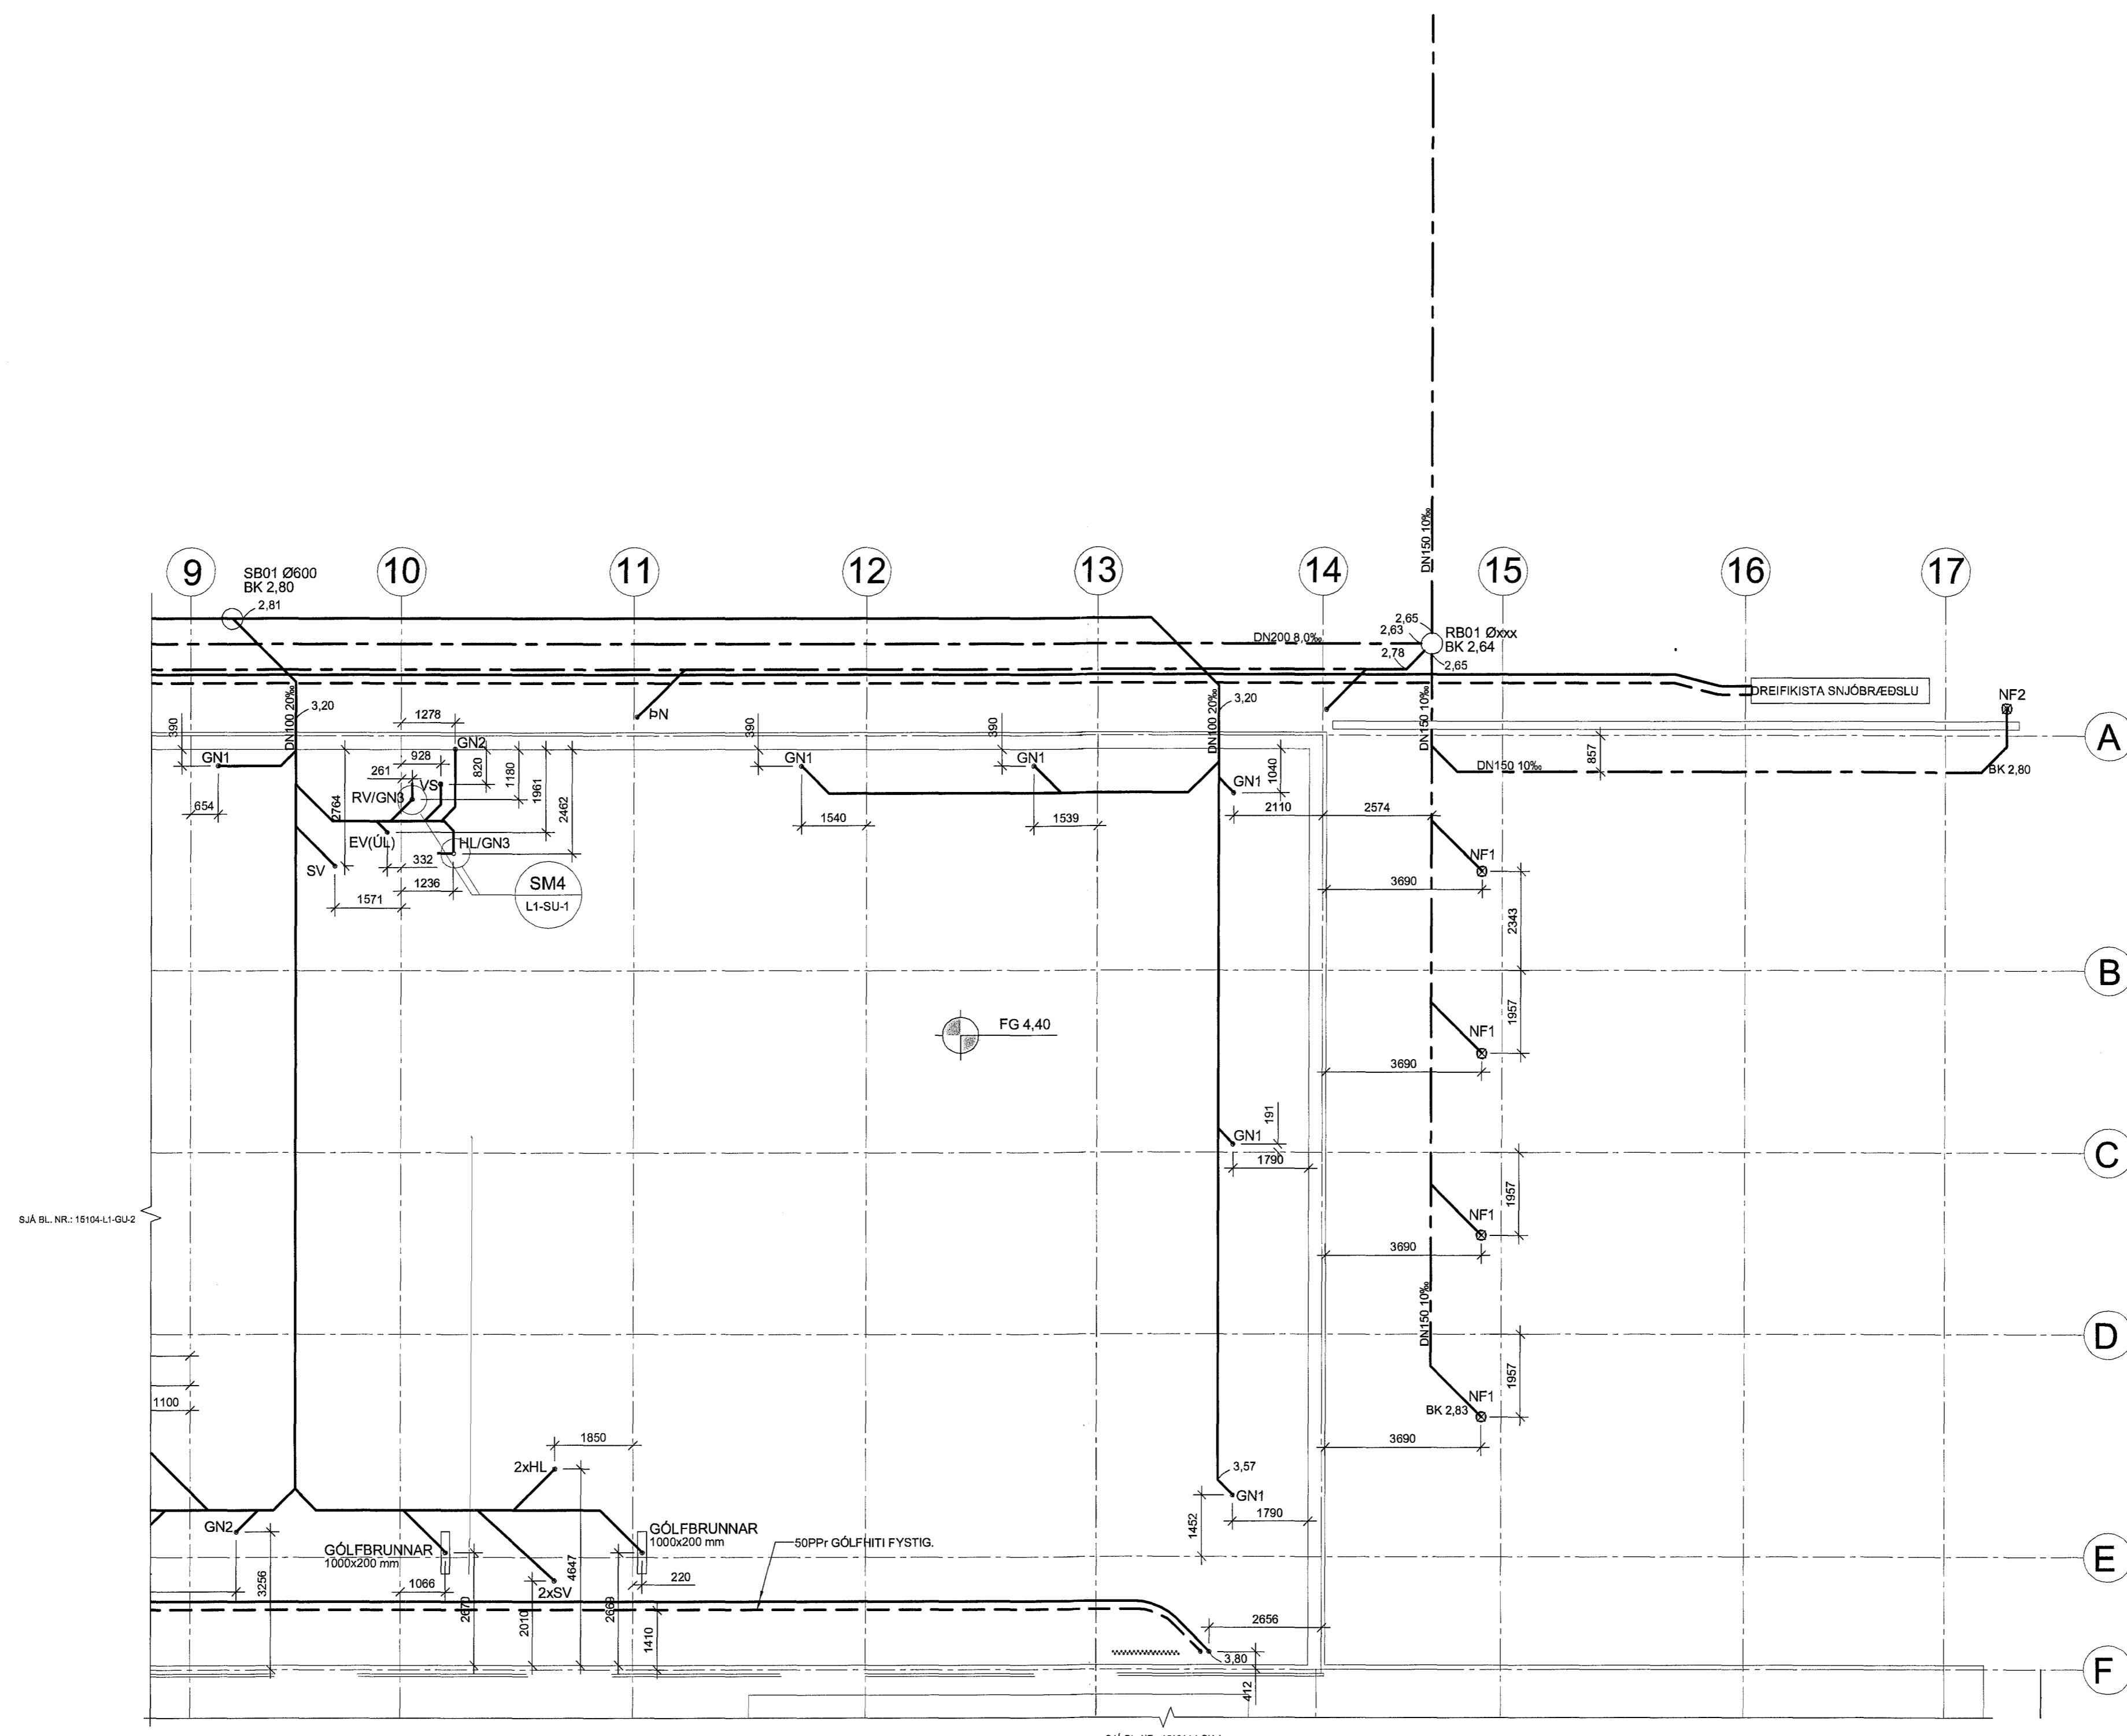 9
10
11
12
13
14
15
16
17
SB01 Ø600
BK 2,80
2,81
DN150 10‰
2,65
2,63
2,78
RB01 Øxxx
BK 2,64
2,65
DN200 8,0‰
DREIFIKISTA SNJÓBRÆÐSLU
NF2
ÞN
DN100 20‰
3,20
DN100 20‰
3,20
DN150 10‰
A
390
GN1
654
1278
GN2
928
261
VS
RV/GN3
820
1180
1961
2462
2764
EV(ÚL)
HL/GN3
332
SV
1236
1571
SM4
L1-SU-1
390
GN1
1540
390
GN1
1539
GN1
1040
2110
2574
DN150 10‰
857
BK 2,80
NF1
3690
2343
B
FG 4,40
1957
NF1
3690
191
GN1
1790
C
1957
NF1
3690
SJÁ BL. NR.: 15104-L1-GU-2
DN150 10‰
D
1957
NF1
BK 2,83
3690
1100
1850
2xHL
3,57
GN1
1790
1452
GN2
GÓLFBRUNNAR
1000x200 mm
GÓLFBRUNNAR
1000x200 mm
50PPr GÓLFHITI FYSTIG.
E
3256
1066
2670
2xSV
2010
4647
2669
220
1410
2656
3,80
412
F